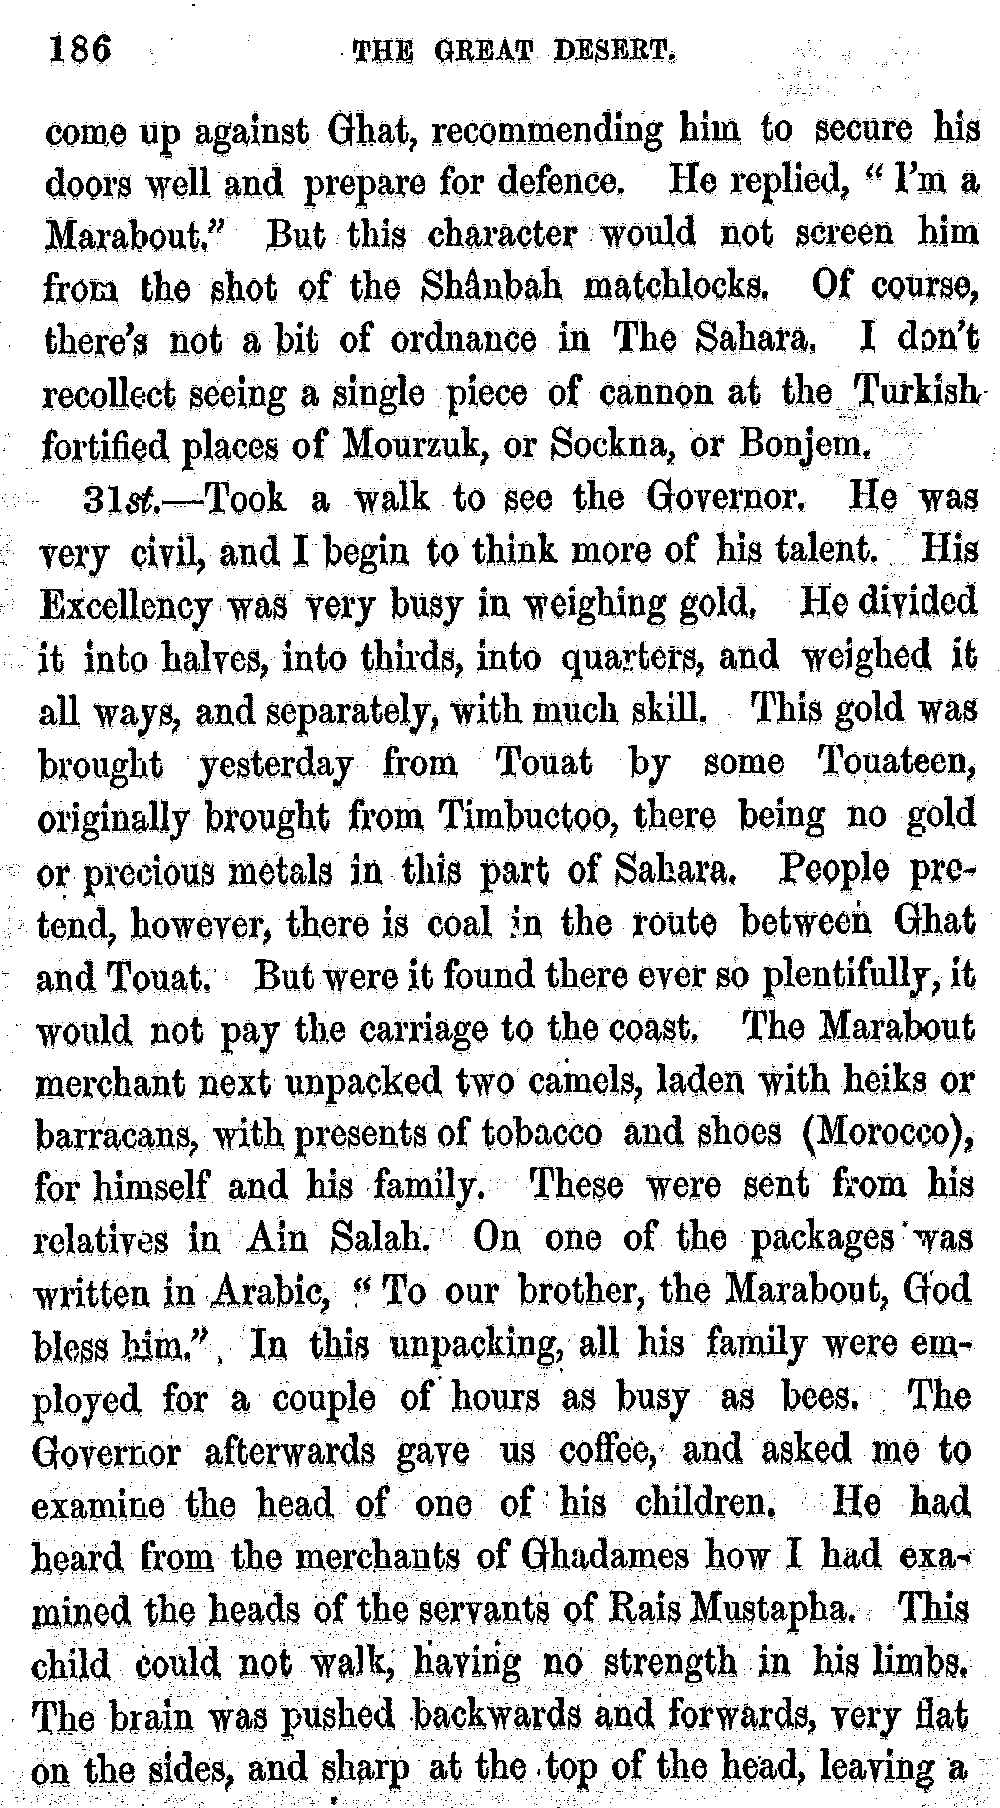 186 THE GREAT DESERT.
come up against Ghat, recommending him to secure his
doors well and prepare for defence. He replied, “ I’m a
Marabout.” But this character would not screen him
from the shot of the Shânbah matchlocks. Of course,
there’s not a bit of ordnance in The Sahara. I don’t
recollect seeing a single piece of cannon at the Turkish
fortified places of Mourzuk, or Sockna, or Bonjem.
31st.—Took a walk to see the Governor. He was
very civil, and I begin to think more of his talent. His
Excellency was very busy in weighing gold. He divided
it into halves, into thirds, into quarters, and weighed it
all ways, and separately, with much skill. This gold was
brought yesterday from Touat by some Touateen,
originally brought from Timbuctoo, there being no gold
or precious metals in this part of Sahara. People pre-
tend, however, there is coal in the route between Ghat
and Touat. But were it found there ever so plentifully, it
would not pay the carriage to the coast. The Marabout
merchant next unpacked two camels, laden with heiks or
barracans, with presents of tobacco and shoes (Morocco),
for himself and his family. These were sent from his
relatives in Ain Salah. On one of the packages was
written in Arabic, “ To our brother, the Marabout, God
bless him.” In this unpacking, all his family were em-
ployed for a couple of hours as busy as bees. The
Governor afterwards gave us coffee, and asked me to
examine the head of one of his children. He had
heard from the merchants of Ghadames how I had exa-
mined the heads of the servants of Rais Mustapha. This
child could not walk, having no strength in his limbs.
The brain was pushed backwards and forwards, very flat
on the sides, and sharp at the top of the head, leaving a